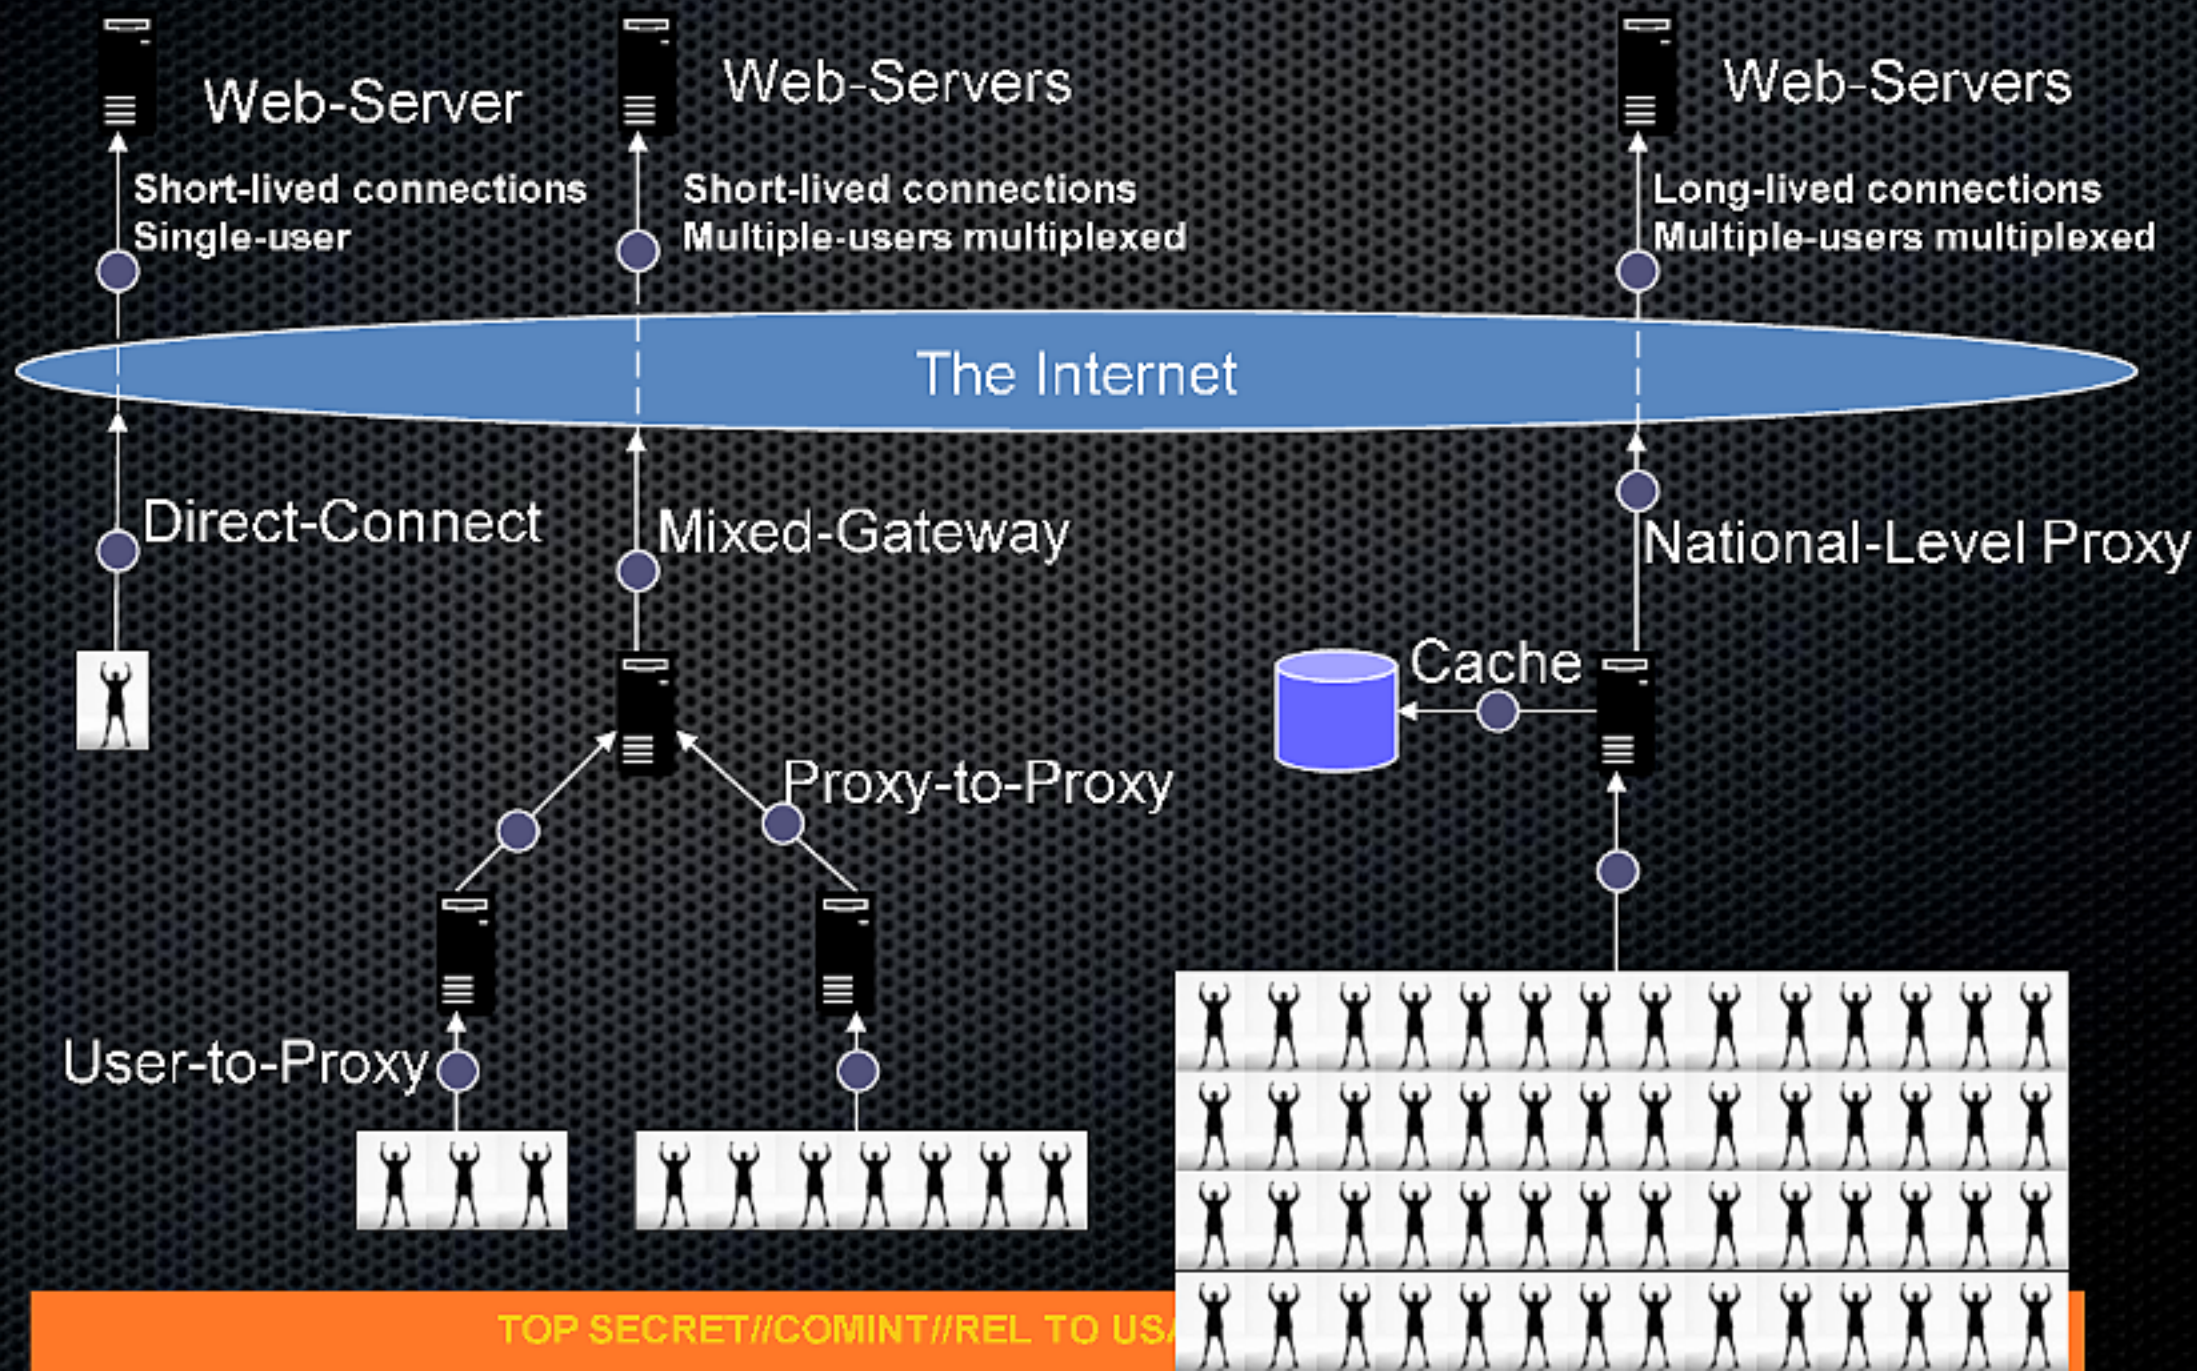 Web-Server
Web-Servers
Web-Servers
Short-lived connections
Single-user
Short-lived connections
Multiple-users multiplexed
Long-lived connections
Multiple-users multiplexed
The Internet
Direct-Connect
Mixed-Gateway
National-Level Proxy
Cache
Proxy-to-Proxy
User-to-Proxy
TOP SECRET//COMINT//REL TO USA